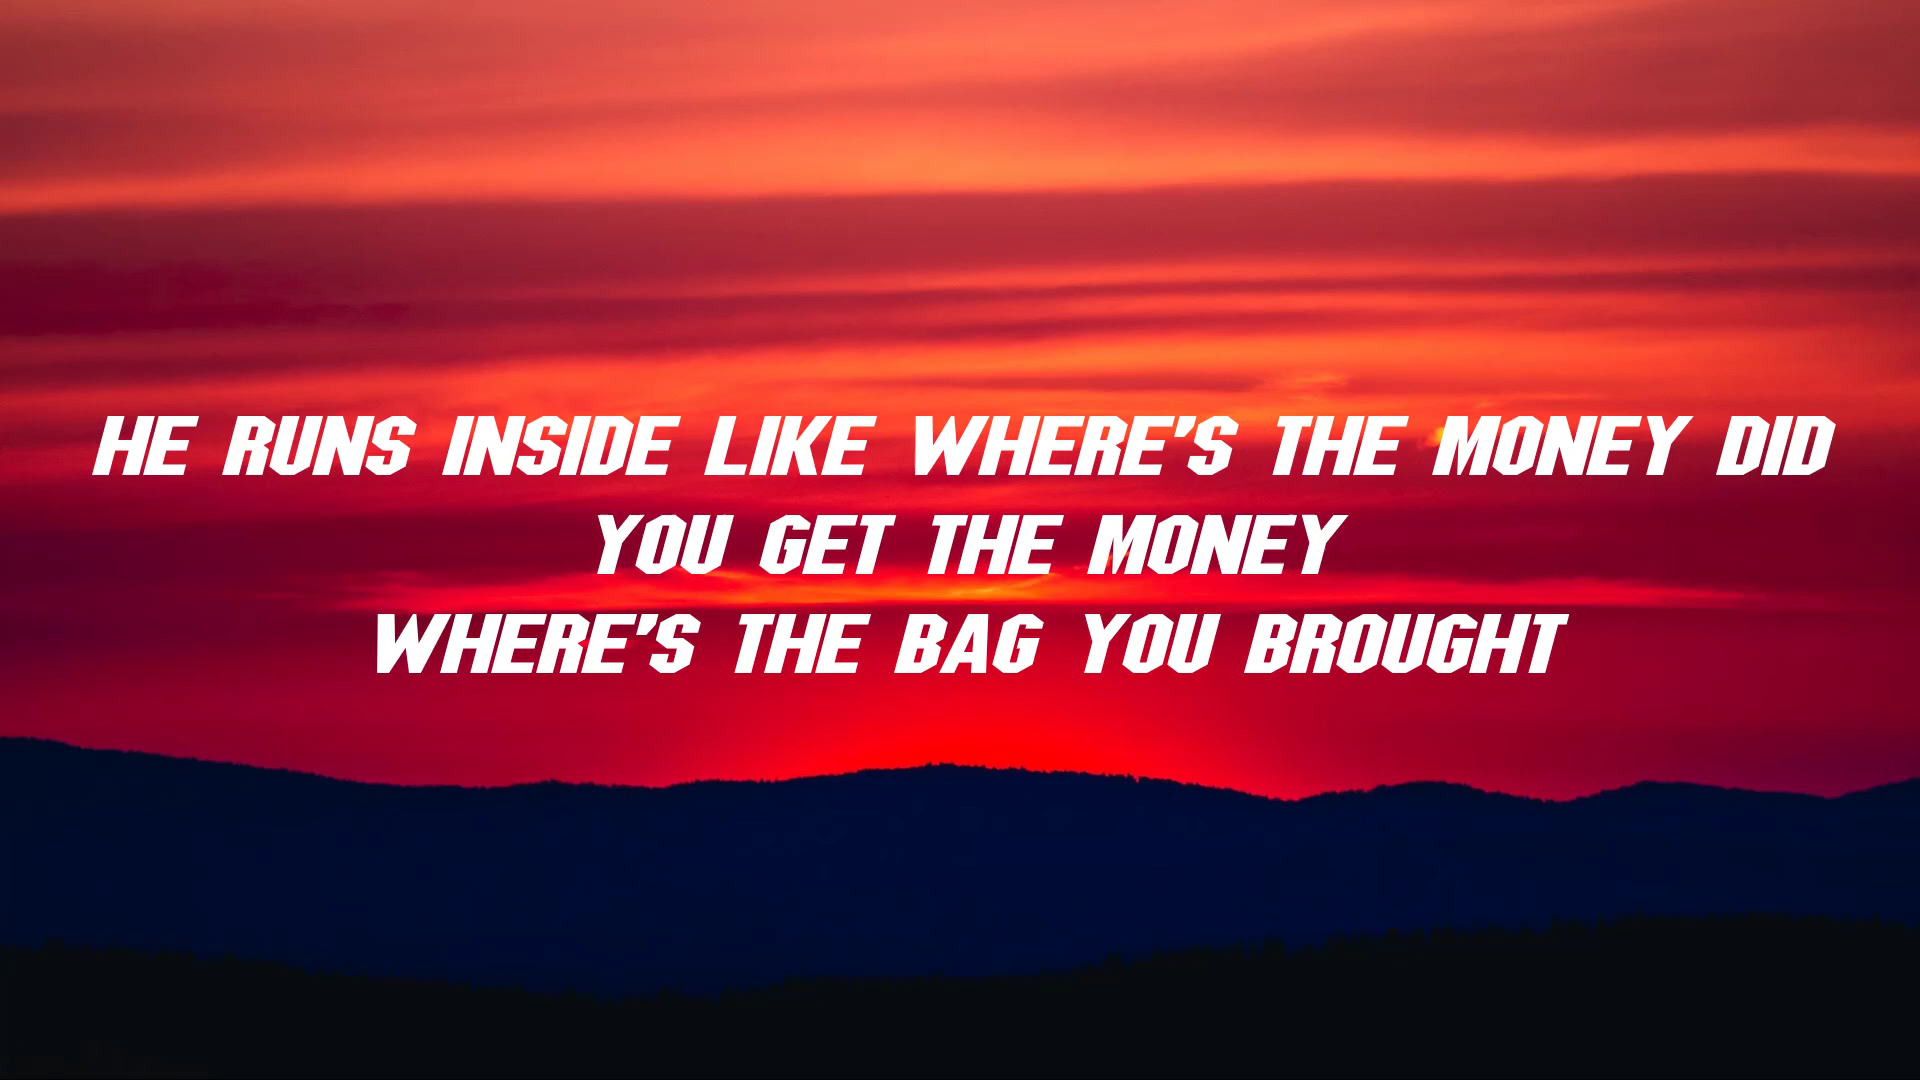 HE RUNS INSIDE LIKE WHERE'S THE MONEY DID
YOU GET THE MONEY
WHERE'S THE BAG YOU BROUGHT